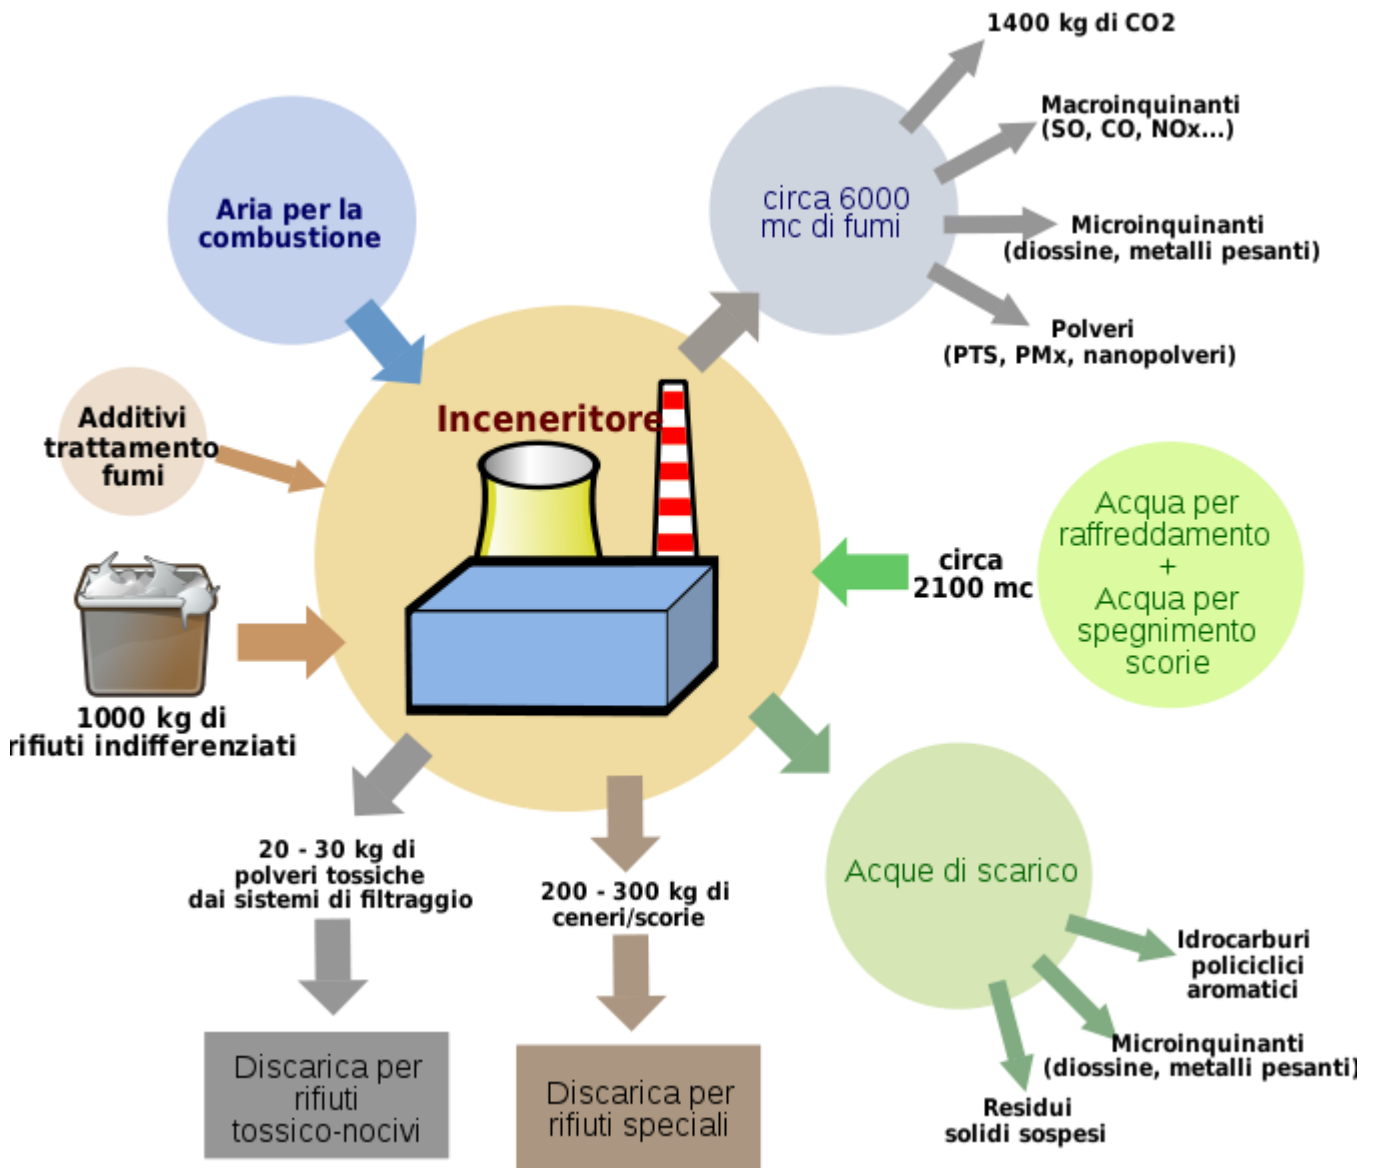 1400 kg di CO2
Macroinquinanti
(SO, CO, NOx...)
Aria per la
combustione
circa 6000
mc di fumi
Microinquinanti
(diossine, metalli pesanti)
Polveri
(PTS, PMx, nanopolveri)
Inceneritore
Additivi
trattamento
fumi
Acqua per
raffreddamento
+
Acqua per
spegnimento
scorie
circa
2100 mc
1000 kg di
rifiuti indifferenziati
20 - 30 kg di
polveri tossiche
dai sistemi di filtraggio
200 - 300 kg di
ceneri/scorie
Acque di scarico
Idrocarburi
policiclici
aromatici
Microinquinanti
(diossine, metalli pesanti)
Residui
solidi sospesi
Discarica per
rifiuti
tossico-nocivi
Discarica per
rifiuti speciali